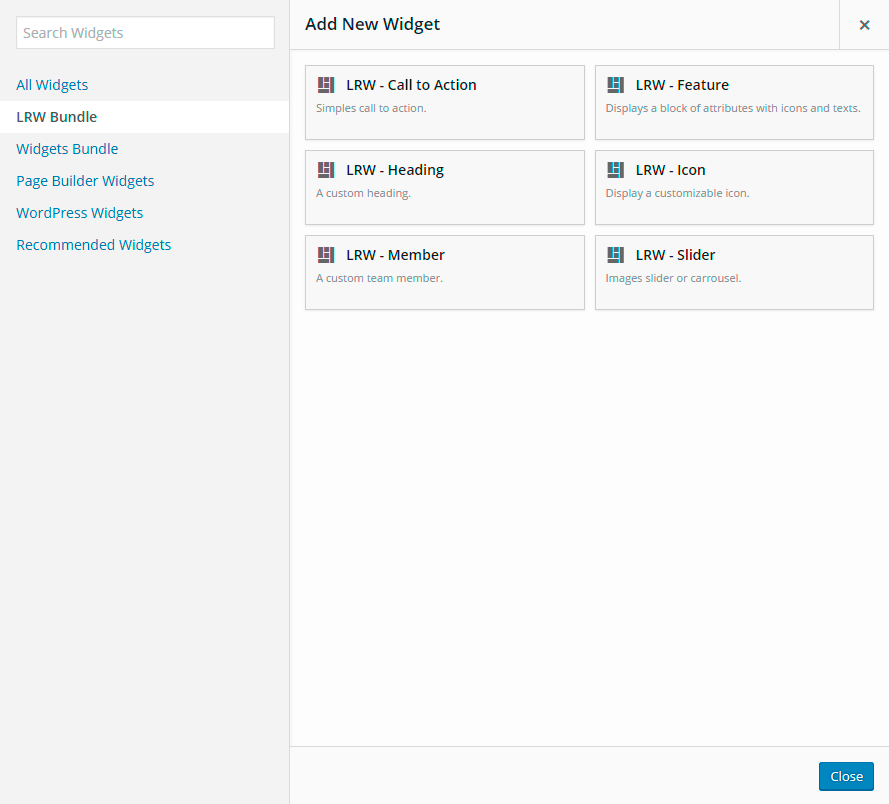 Search Widgets
All Widgets
LRW Bundle
Widgets Bundle
Page Builder Widgets
WordPress Widgets
Recommended Widgets
Add New Widget
×
LRW - Call to Action
Simples call to action.
LRW - Feature
Displays a block of attributes with icons and texts.
LRW - Heading
A custom heading.
LRW - Icon
Display a customizable icon.
LRW - Member
A custom team member.
LRW - Slider
Images slider or carrousel.
Close